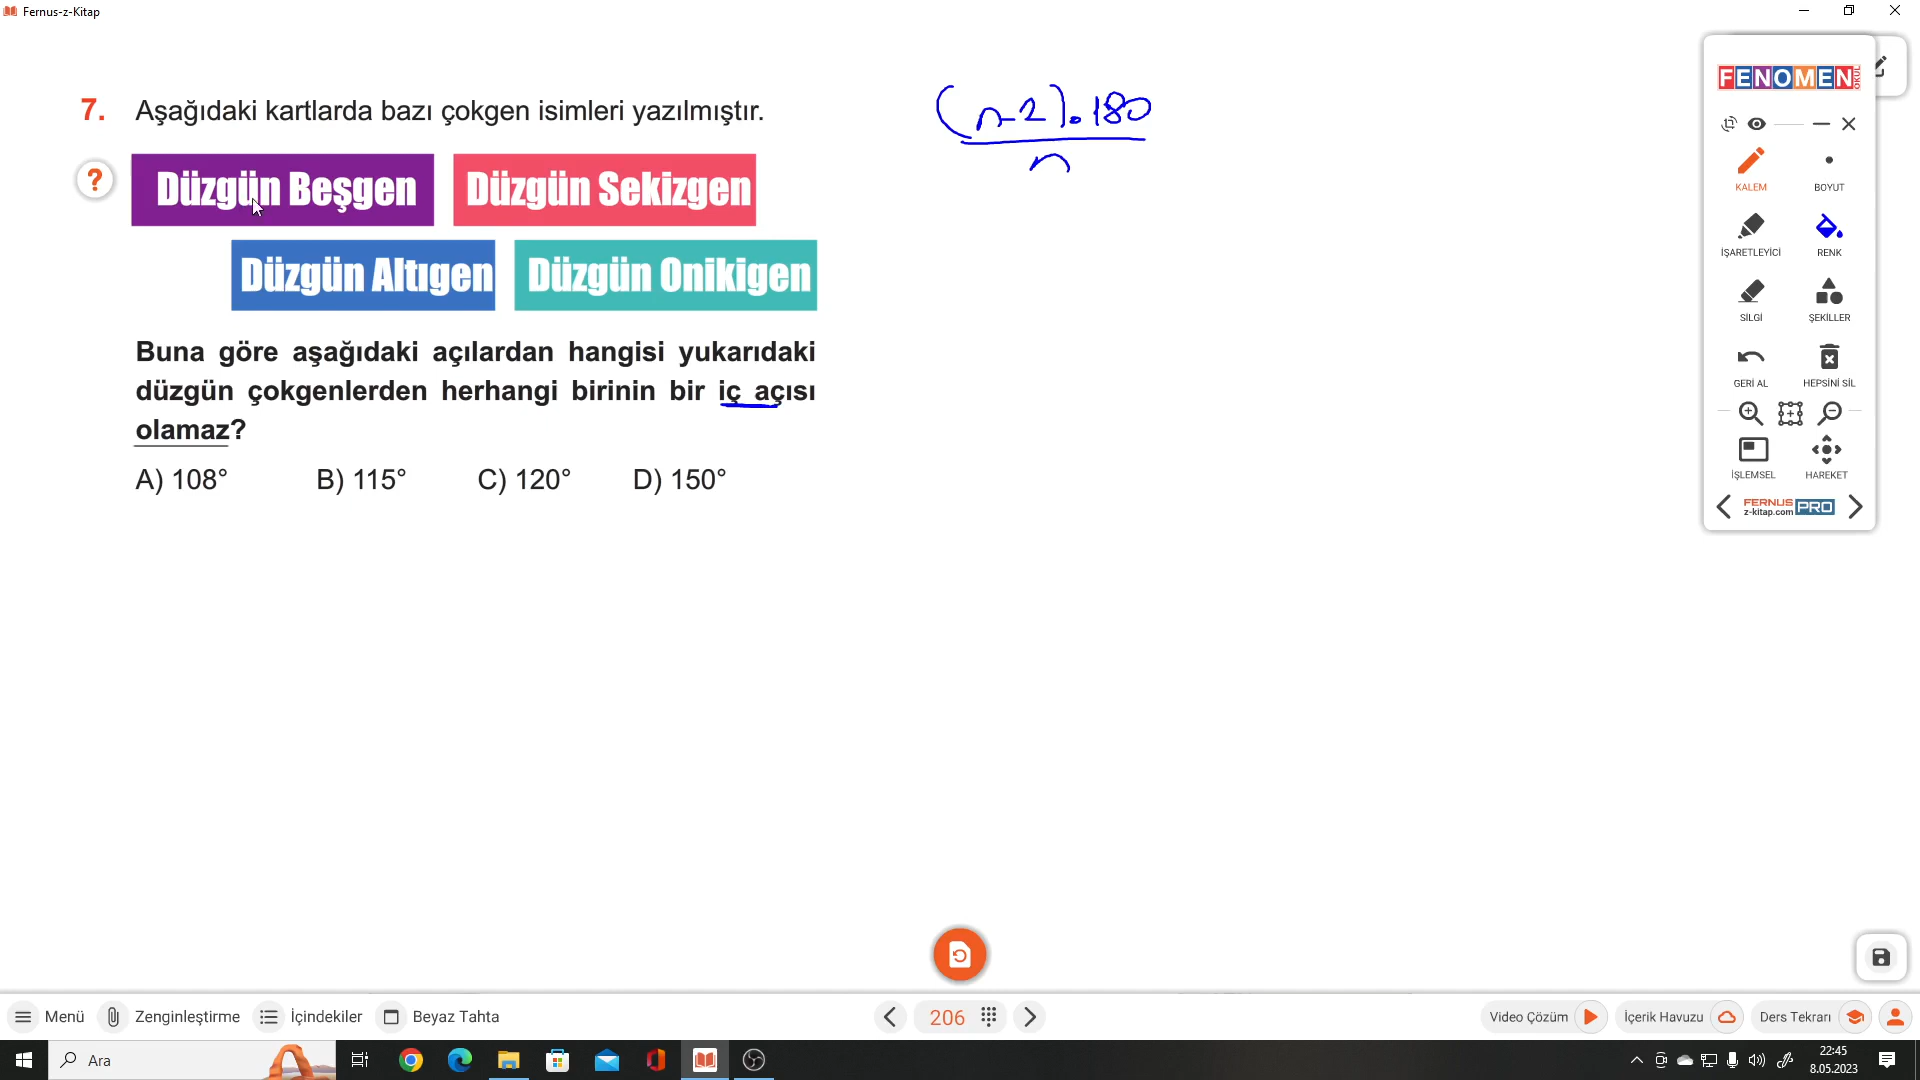 Fernus-z-Kitap
7. Aşağıdaki kartlarda bazı çokgen isimleri yazılmıştır.
(n-2).180
n
?
Düzgün Beşgen Düzgün Sekizgen
Düzgün Altıgen Düzgün Onikigen
Buna göre aşağıdaki açılardan hangisi yukarıdaki
düzgün çokgenlerden herhangi birinin bir iç açısı
olamaz?
A) 108° B) 115° C) 120° D) 150°
FENOMEN OKUL
KALEM BOYUT
İŞARETLEYİCİ RENK
SİLGİ ŞEKİLLER
GERİ AL HEPSİNİ SİL
İŞLEMSEL HAREKET
FERNUS
z-kitap.com PRO
Menü Zenginleştirme İçindekiler Beyaz Tahta 206 Video Çözüm İçerik Havuzu Ders Tekrarı
Ara
22:45
8.05.2023